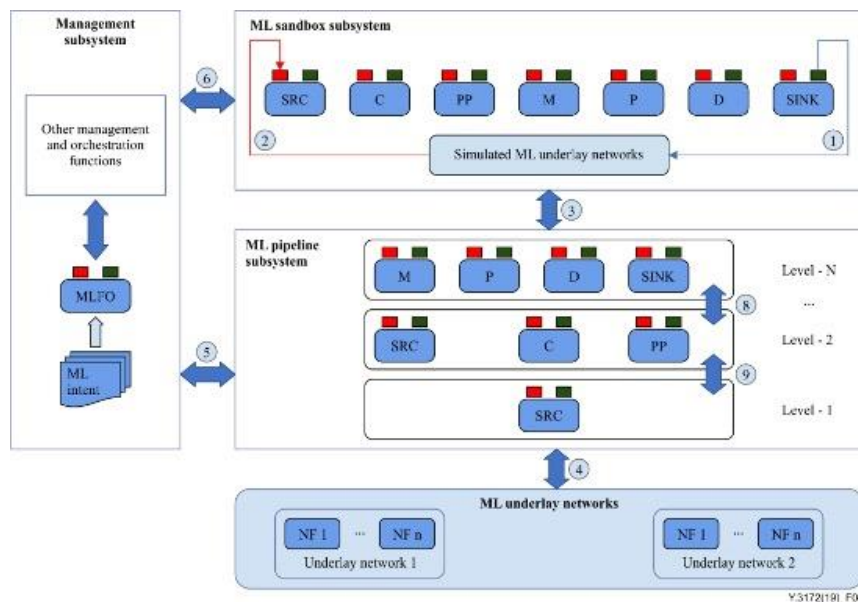 Management
subsystem
ML sandbox subsystem
6
SRC
C
PP
M
P
D
SINK
Other management
and orchestration
functions
2
Simulated ML underlay networks
1
3
ML pipeline
subsystem
M
P
D
SINK
Level - N
MLFO
8
...
SRC
C
PP
Level - 2
5
ML
intent
9
SRC
Level - 1
4
ML underlay networks
NF 1
...
NF n
Underlay network 1
NF 1
...
NF n
Underlay network 2
Y.3172(19)_F0